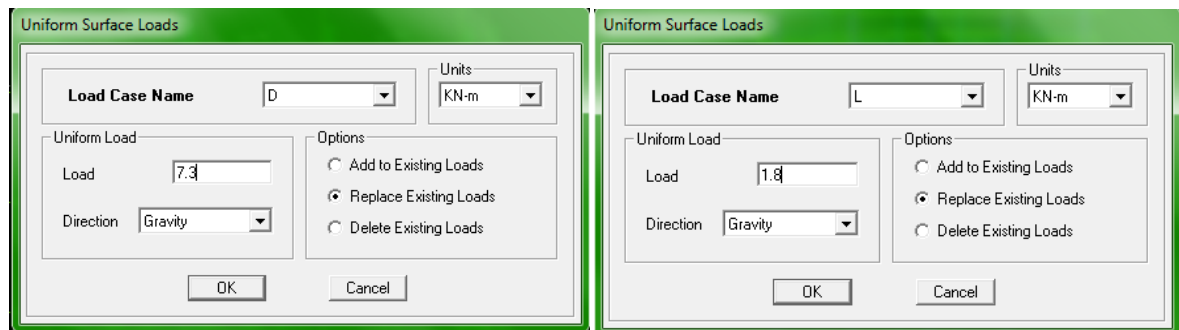 Uniform Surface Loads
Units
Load Case Name D KN-m
Uniform Load Options
Load 7.3 Add to Existing Loads
Replace Existing Loads
Direction Gravity Delete Existing Loads
OK Cancel
Uniform Surface Loads
Units
Load Case Name L KN-m
Uniform Load Options
Load 1.8 Add to Existing Loads
Replace Existing Loads
Direction Gravity Delete Existing Loads
OK Cancel